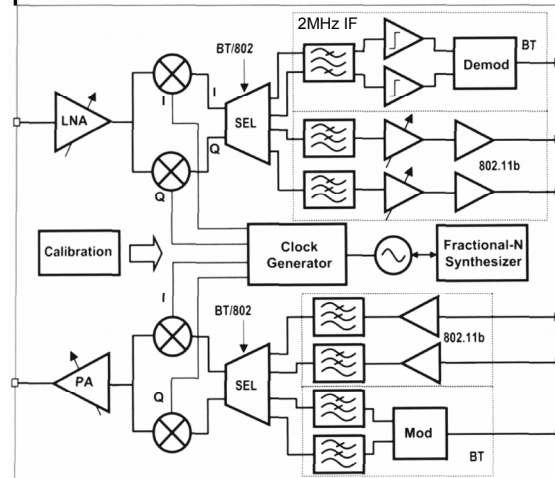 2MHz IF
BT/802
BT
Demod
I
I
LNA
SEL
802.11b
Q
Q
Calibration
Clock
Generator
Fractional-N
Synthesizer
I
BT/802
802.11b
PA
SEL
Q
Mod
BT